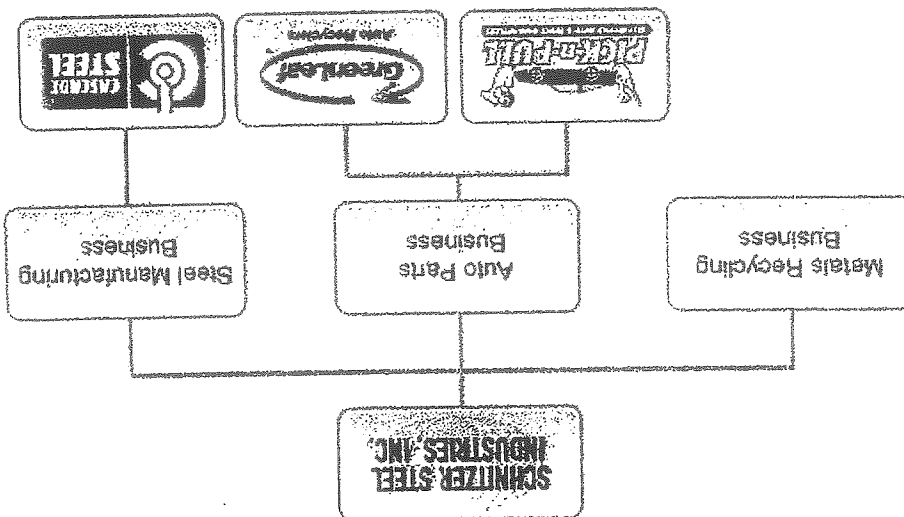 SCHNITZER STEEL
INDUSTRIES, INC.
Metals Recycling
Business
Auto Parts
Business
Steel Manufacturing
Business
PICK-n-PULL
GreenLeaf
Auto Recycling
CASCADE
STEEL